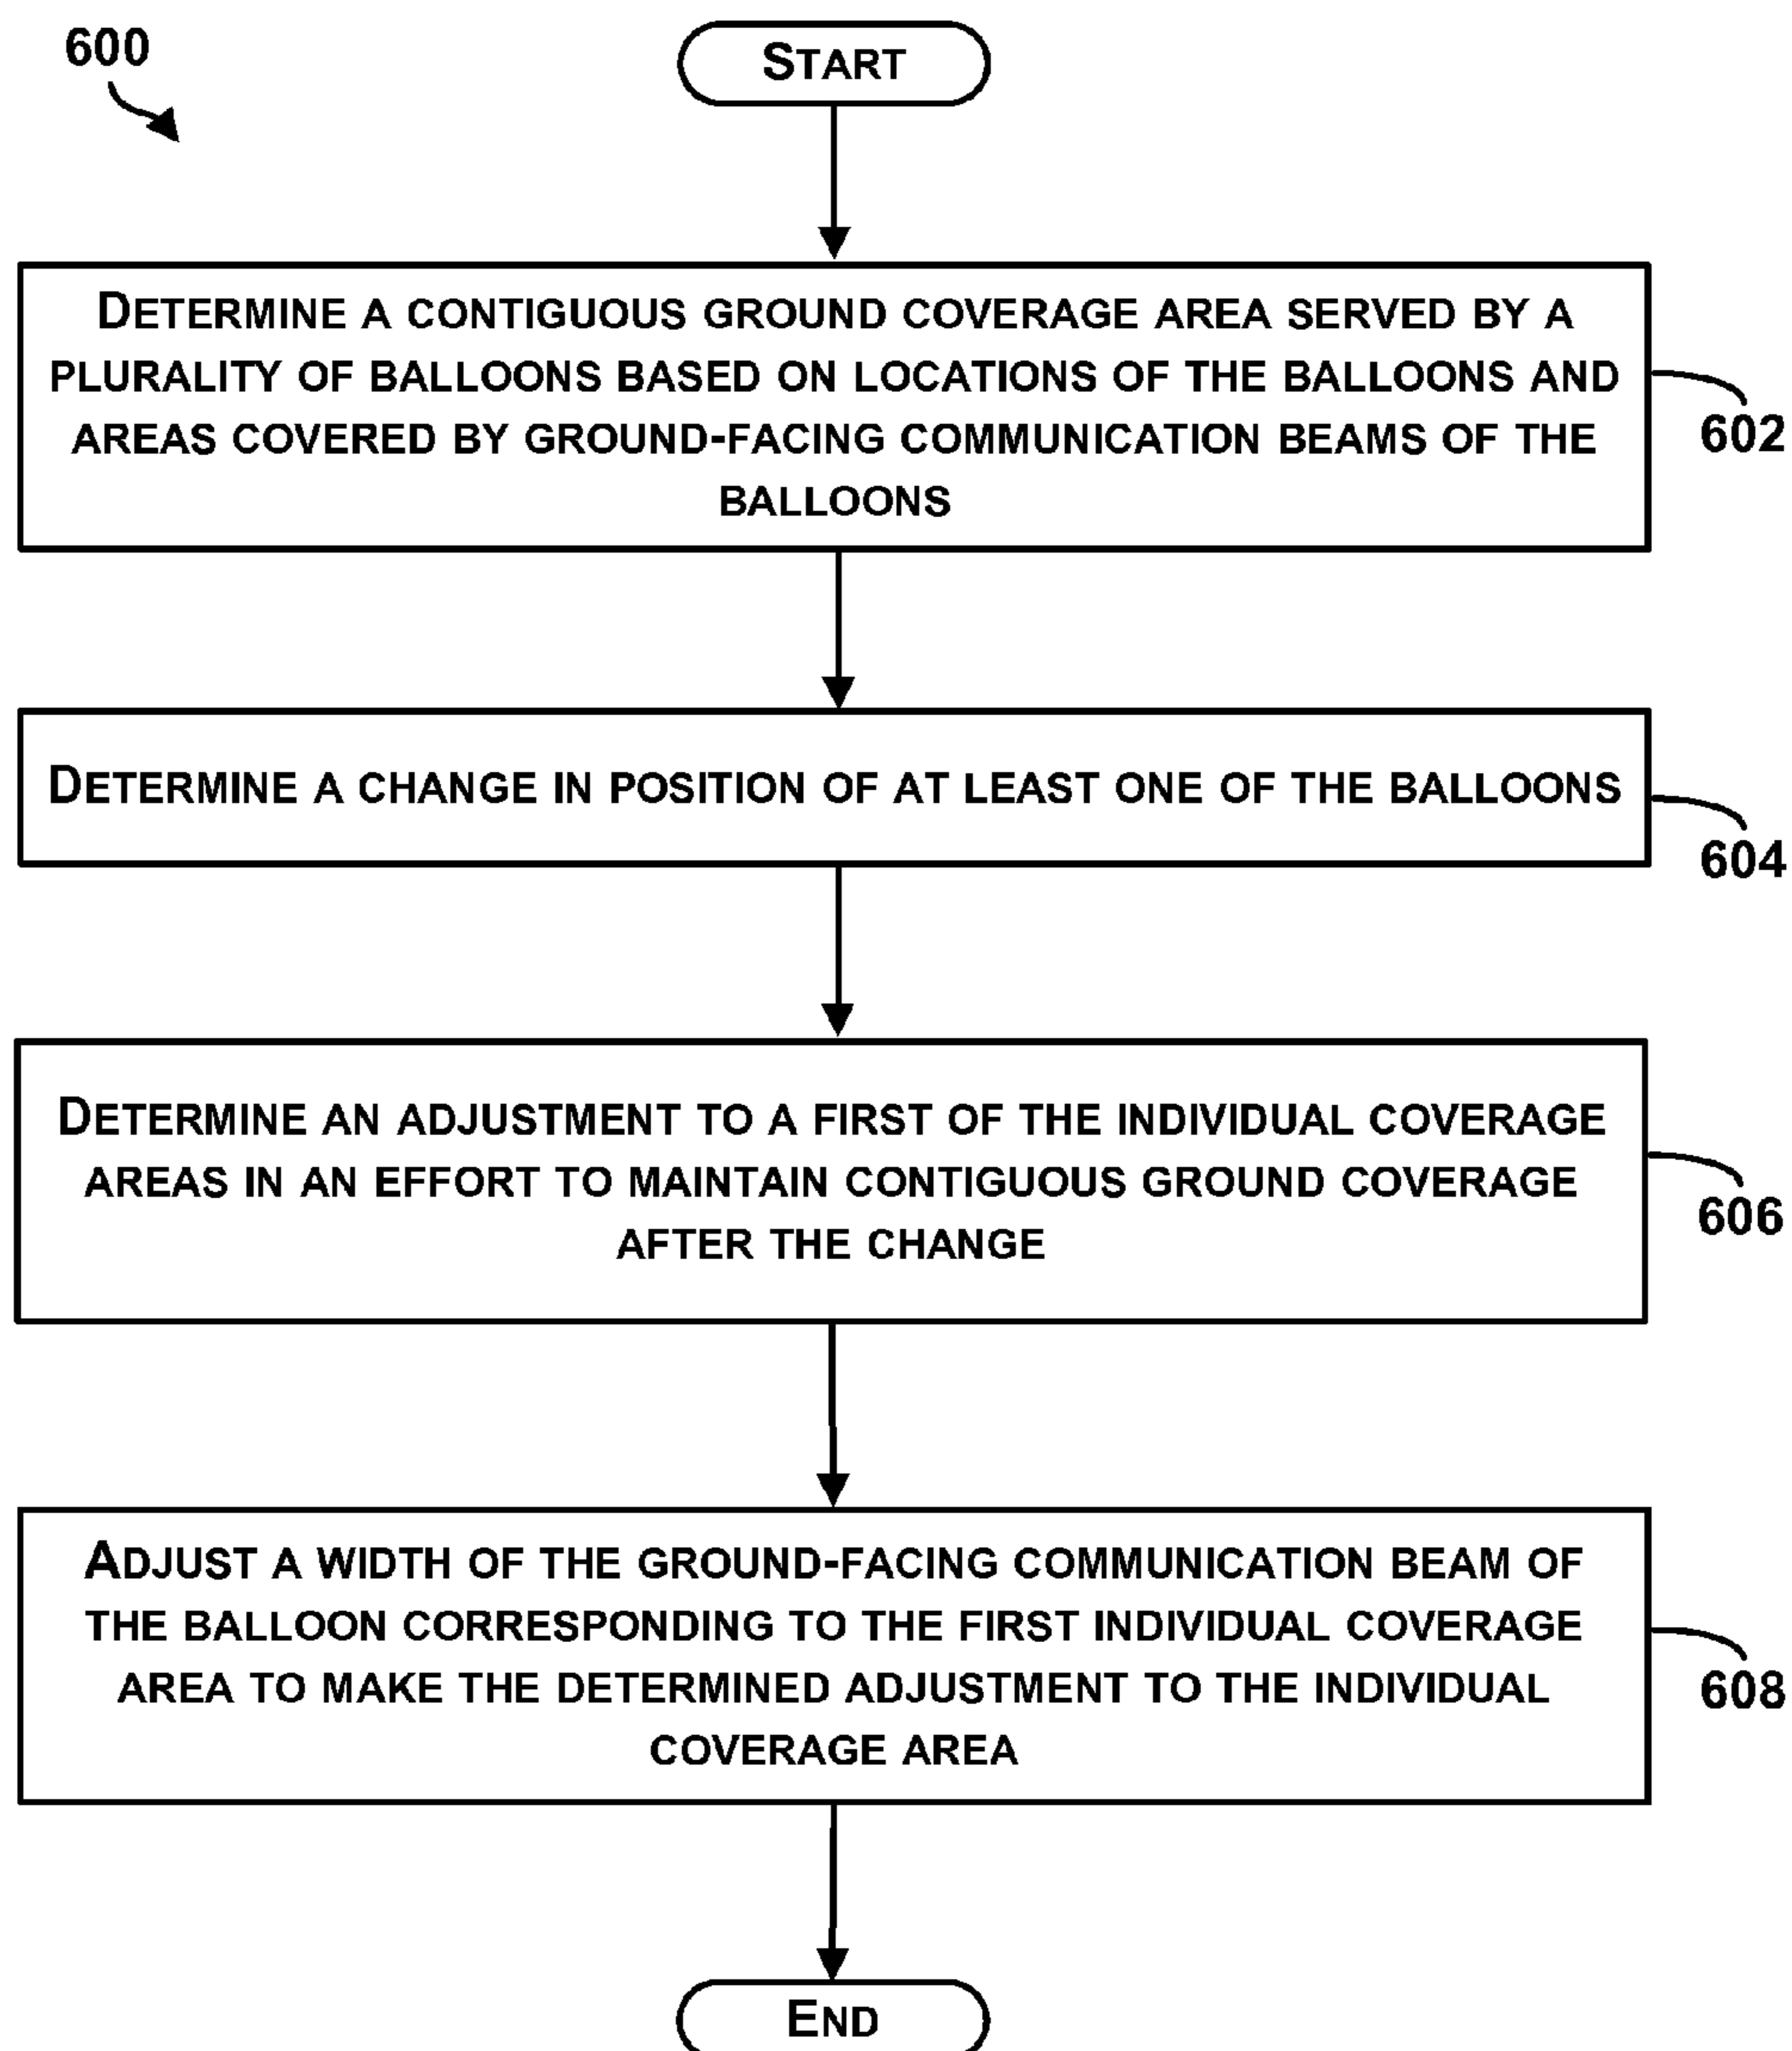 600
START
DETERMINE A CONTIGUOUS GROUND COVERAGE AREA SERVED BY A
PLURALITY OF BALLOONS BASED ON LOCATIONS OF THE BALLOONS AND
AREAS COVERED BY GROUND-FACING COMMUNICATION BEAMS OF THE
BALLOONS
602
DETERMINE A CHANGE IN POSITION OF AT LEAST ONE OF THE BALLOONS
604
DETERMINE AN ADJUSTMENT TO A FIRST OF THE INDIVIDUAL COVERAGE
AREAS IN AN EFFORT TO MAINTAIN CONTIGUOUS GROUND COVERAGE
AFTER THE CHANGE
606
ADJUST A WIDTH OF THE GROUND-FACING COMMUNICATION BEAM OF
THE BALLOON CORRESPONDING TO THE FIRST INDIVIDUAL COVERAGE
AREA TO MAKE THE DETERMINED ADJUSTMENT TO THE INDIVIDUAL
COVERAGE AREA
608
END